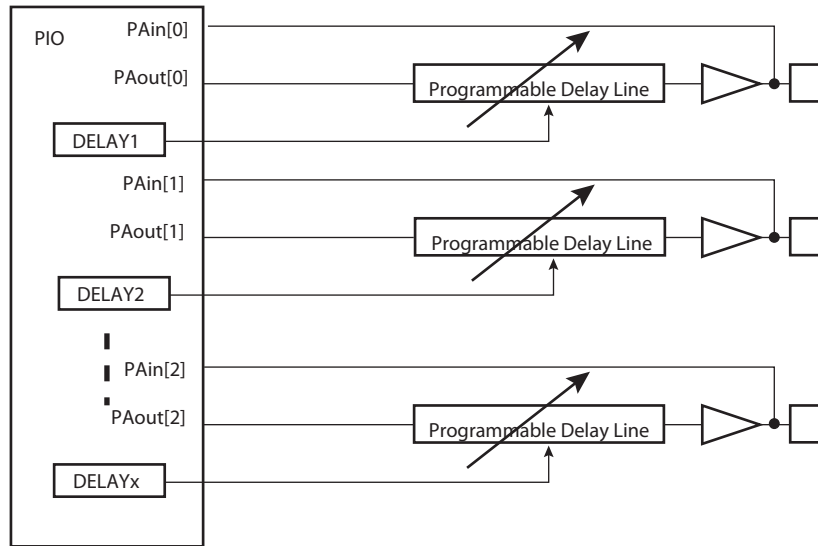 PIO
PAin[0]
PAout[0]
Programmable Delay Line
DELAY1
PAin[1]
PAout[1]
Programmable Delay Line
DELAY2
PAin[2]
PAout[2]
Programmable Delay Line
DELAYx